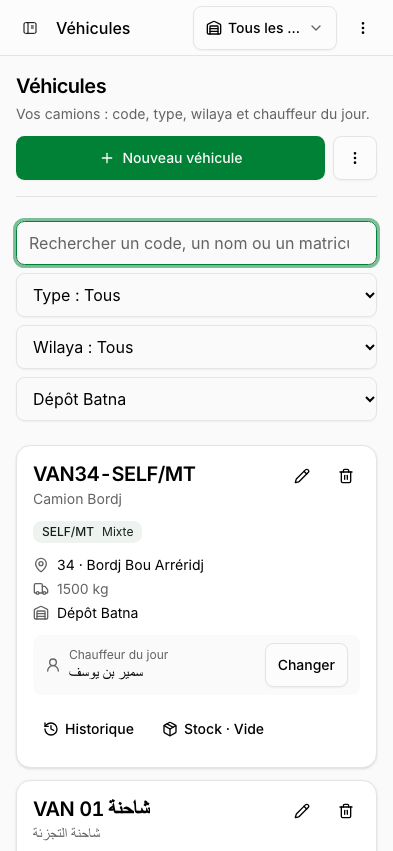 Véhicules
Tous les ...
Véhicules
Vos camions : code, type, wilaya et chauffeur du jour.
Nouveau véhicule
Rechercher un code, un nom ou un matricu
Type : Tous
Wilaya : Tous
Dépôt Batna
VAN34-SELF/MT
Camion Bordj
SELF/MT Mixte
34 · Bordj Bou Arréridj
1500 kg
Dépôt Batna
Chauffeur du jour
سمير بن يوسف
Changer
Historique
Stock · Vide
VAN 01 شاحنة
شاحنة التجزئة